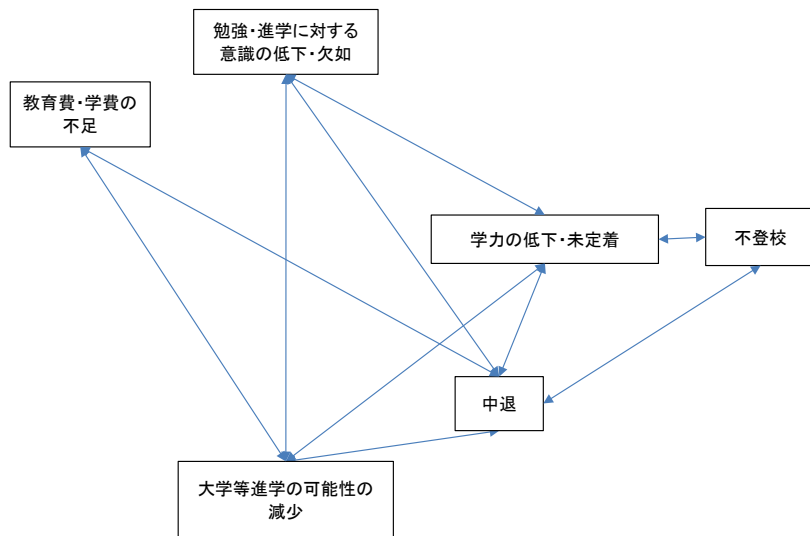 勉強・進学に対する
意識の低下・欠如
教育費・学費の
不足
学力の低下・未定着
不登校
中退
大学等進学の可能性の
減少